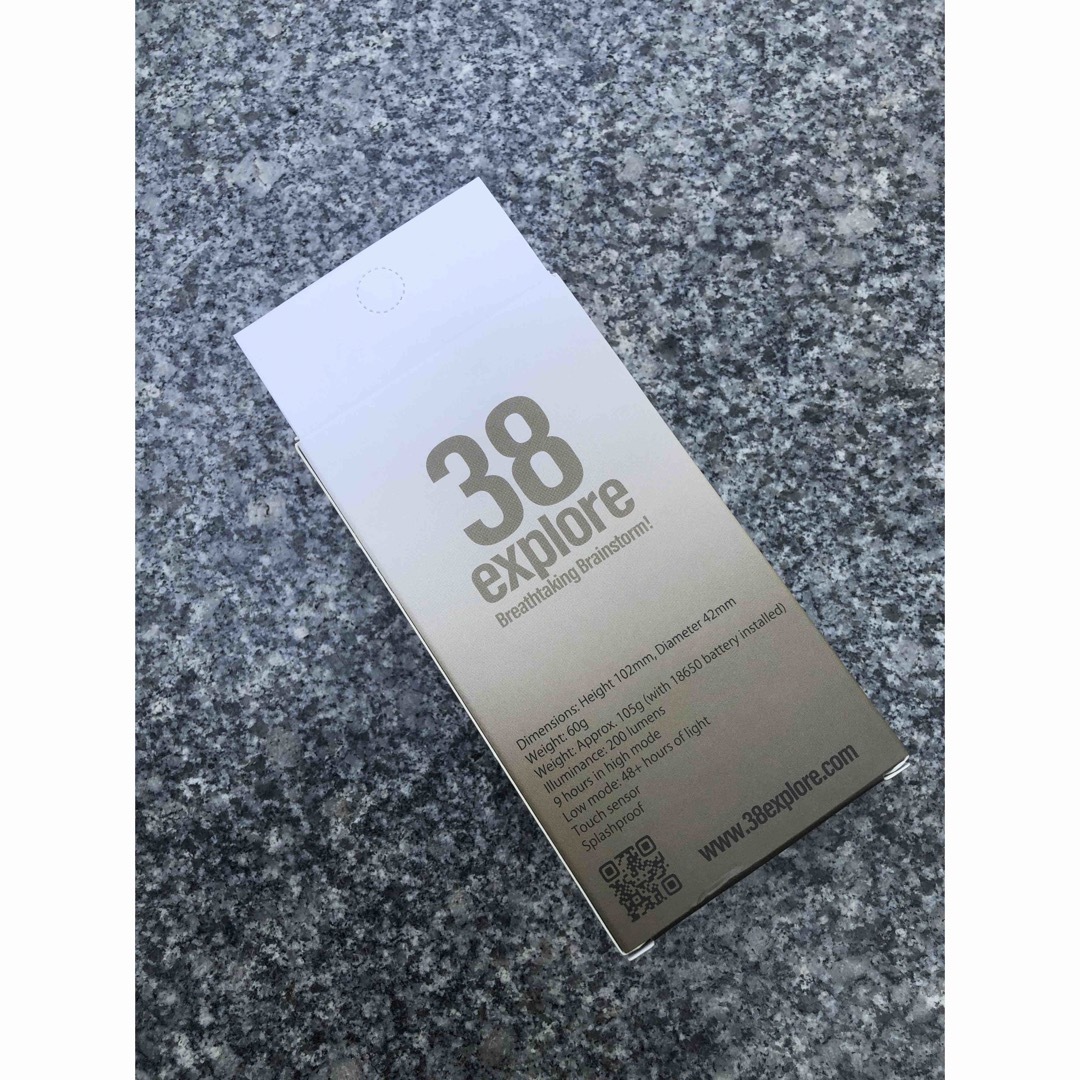 38
explore
Breathtaking Brainstorm!
Dimensions: Height 102mm, Diameter 42mm
Weight: 60g
Weight: Approx. 105g (with 18650 battery installed)
Illuminance: 200 lumens
9 hours in high mode
Low mode: 48+ hours of light
Touch sensor
Splashproof
www.38explore.com